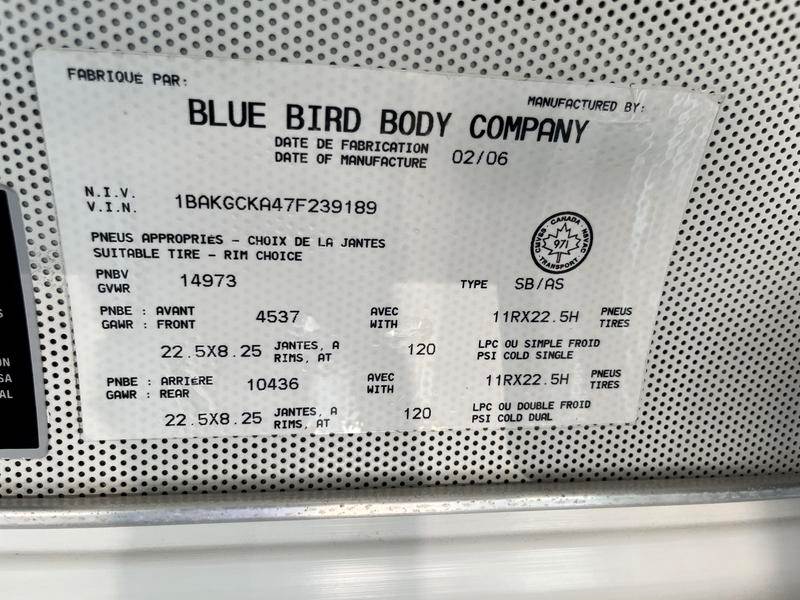 FABRIQUÉ PAR:
MANUFACTURED BY:
BLUE BIRD BODY COMPANY
DATE DE FABRICATION
DATE OF MANUFACTURE 02/06
N.I.V.
V.I.N. 1BAKGCKA47F239189
PNEUS APPROPRIÉS - CHOIX DE LA JANTES
SUITABLE TIRE - RIM CHOICE
CANADA
971
TRANSPORT
PNBV
GVWR 14973 TYPE SB/AS
PNBE : AVANT
GAWR : FRONT 4537 AVEC
WITH 11RX22.5H PNEUS
TIRES
22.5X8.25 JANTES, A
RIMS, AT 120 LPC OU SIMPLE FROID
PSI COLD SINGLE
PNBE : ARRIÉRE
GAWR : REAR 10436 AVEC
WITH 11RX22.5H PNEUS
TIRES
22.5X8.25 JANTES, A
RIMS, AT 120 LPC OU DOUBLE FROID
PSI COLD DUAL